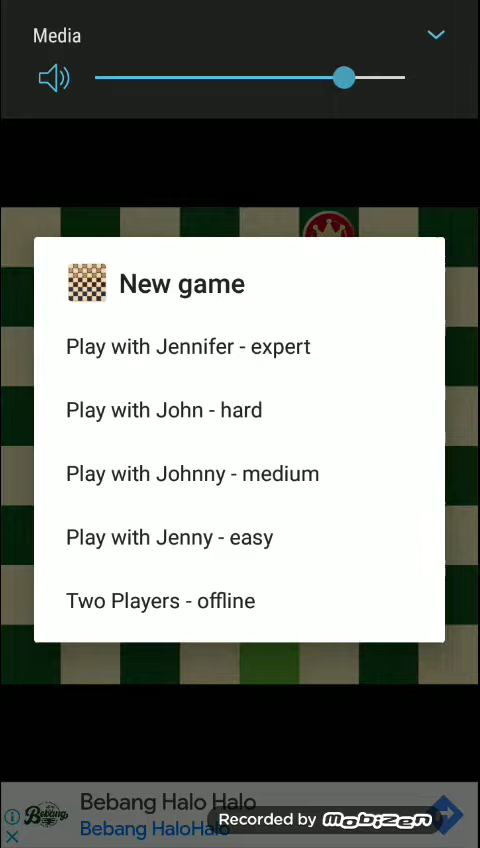 Media
New game
Play with Jennifer - expert
Play with John - hard
Play with Johnny - medium
Play with Jenny - easy
Two Players - offline
Bebang
Bebang Halo Halo
Bebang HaloHalo
Recorded by MOBIZEN